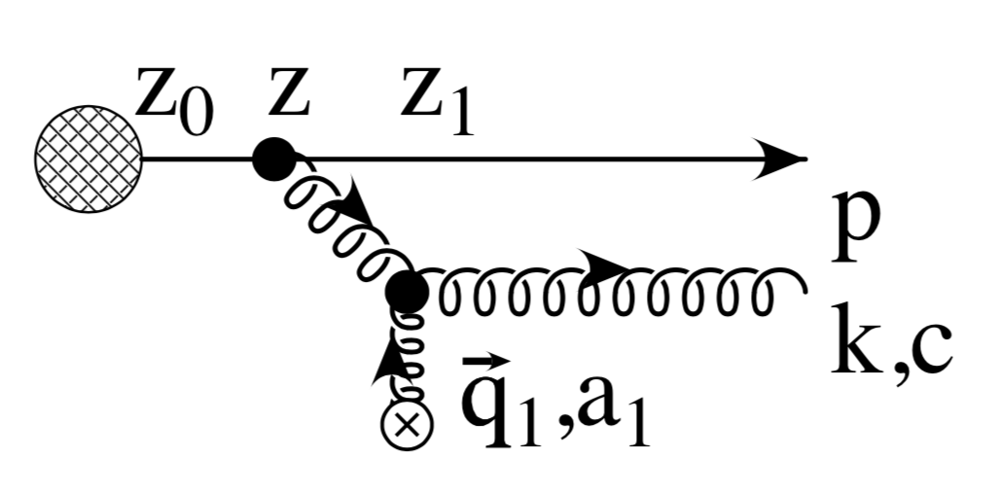 z₀ z z₁
p
k,c
q⃗₁,a₁